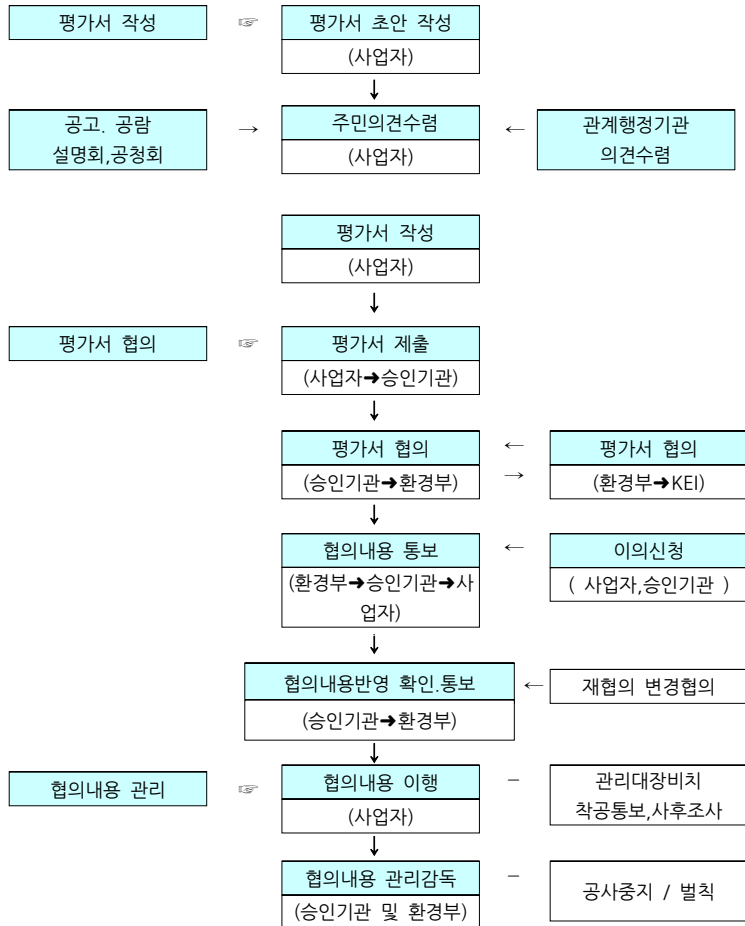 평가서 작성 ☞ 평가서 초안 작성
(사업자)
↓
공고. 공람 → 주민의견수렴 ← 관계행정기관
설명회,공청회 (사업자) 의견수렴
평가서 작성
(사업자)
↓
평가서 협의 ☞ 평가서 제출
(사업자➜승인기관)
↓
평가서 협의 ← 평가서 협의
(승인기관➜환경부) → (환경부➜KEI)
↓
협의내용 통보 ← 이의신청
(환경부➜승인기관➜사 ( 사업자,승인기관 )
업자)
↓
협의내용반영 확인.통보 ← 재협의 변경협의
(승인기관➜환경부)
↓
협의내용 관리 ☞ 협의내용 이행 − 관리대장비치
(사업자) 착공통보,사후조사
↓
협의내용 관리감독 − 공사중지 / 벌칙
(승인기관 및 환경부)